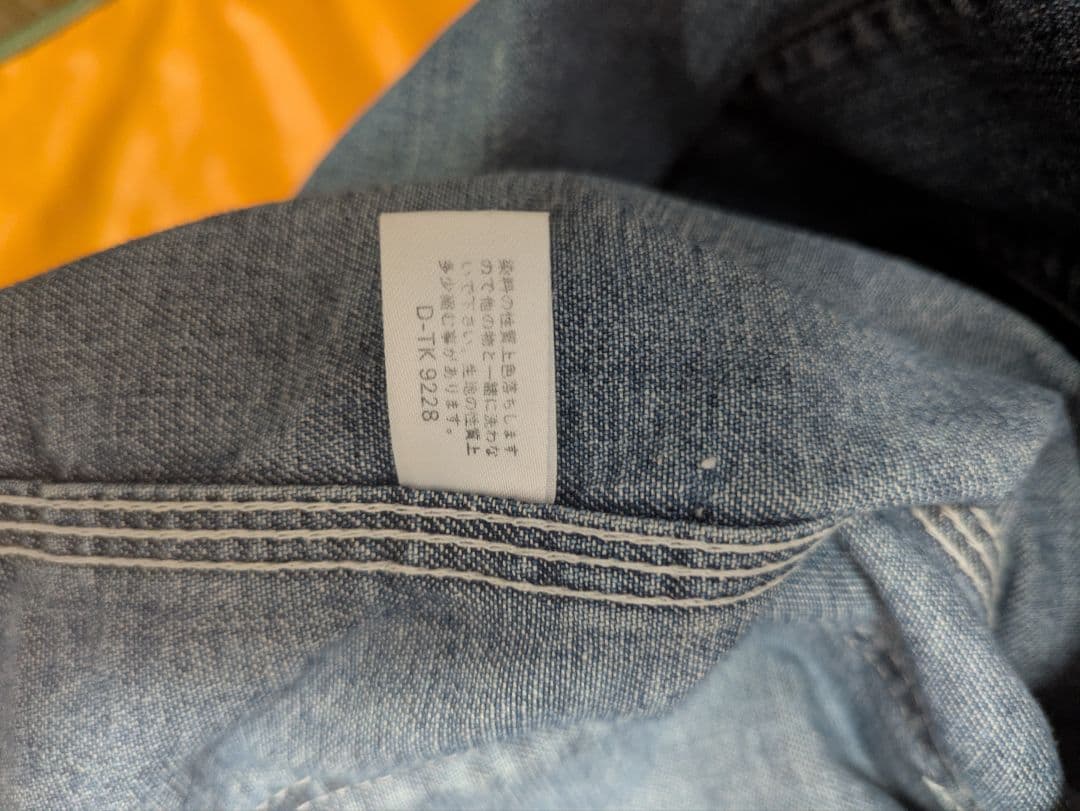 染料の性質上色落ちします
ので他の物と一緒に洗わな
いで下さい。生地の性質上
多少縮む事があります。
D-TK9228